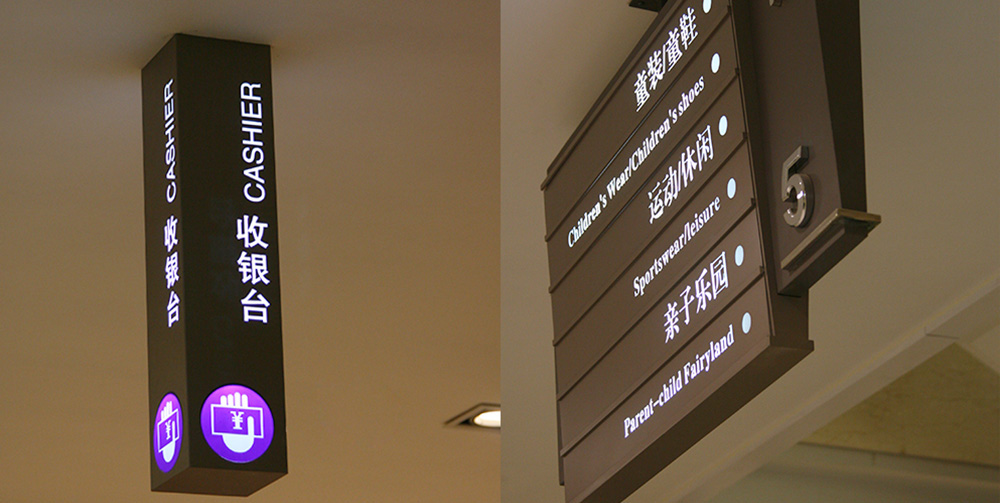 CASHIER 收银台
CASHIER 收银台
¥
¥
童装/童鞋
Children's Wear/Children's shoes
运动/休闲
Sportswear/leisure
亲子乐园
Parent-child Fairyland
5